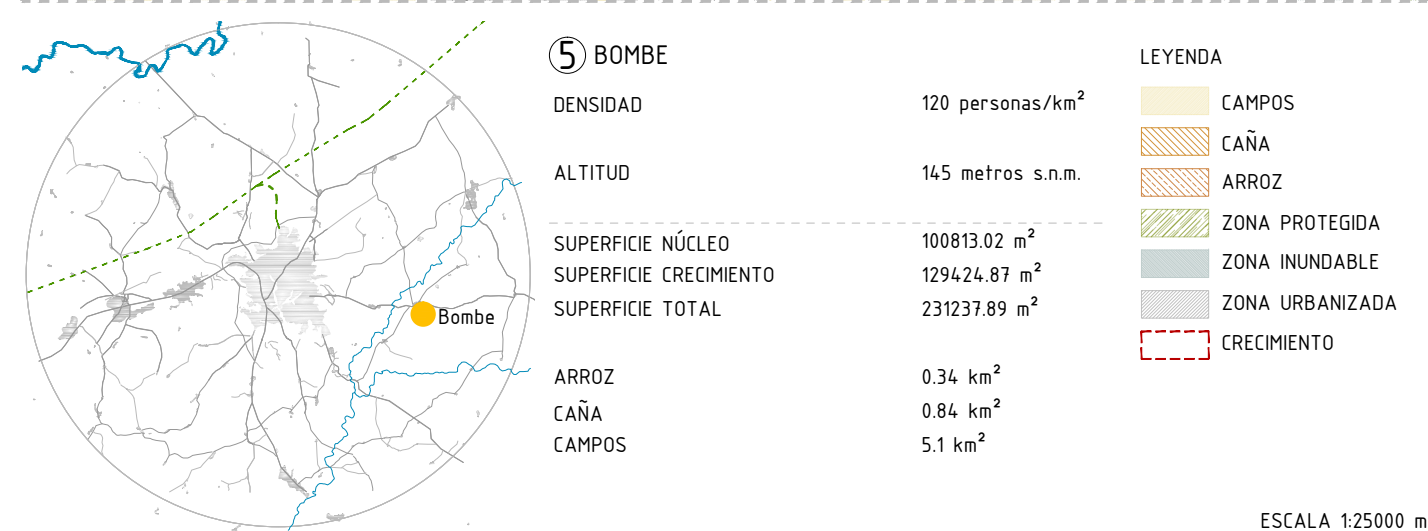 5 BOMBE
DENSIDAD 120 personas/km²
ALTITUD 145 metros s.n.m.
SUPERFICIE NÚCLEO 100813.02 m²
SUPERFICIE CRECIMIENTO 129424.87 m²
SUPERFICIE TOTAL 231237.89 m²
ARROZ 0.34 km²
CAÑA 0.84 km²
CAMPOS 5.1 km²
Bombe
LEYENDA
CAMPOS
CAÑA
ARROZ
ZONA PROTEGIDA
ZONA INUNDABLE
ZONA URBANIZADA
CRECIMIENTO
ESCALA 1:25000 m